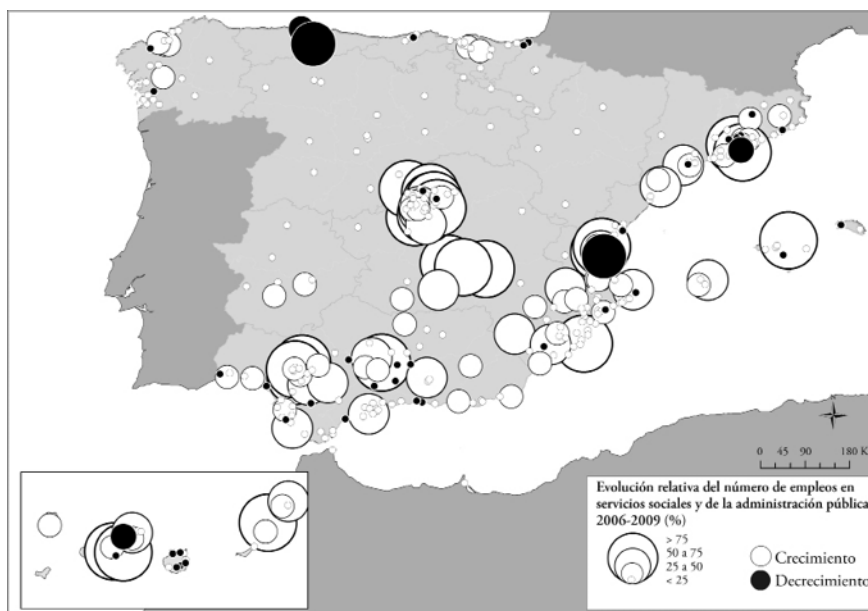 0 45 90 180 K
Evolución relativa del número de empleos en
servicios sociales y de la administración pública
2006-2009 (%)
> 75
50 a 75
25 a 50
< 25
Crecimiento
Decrecimiento